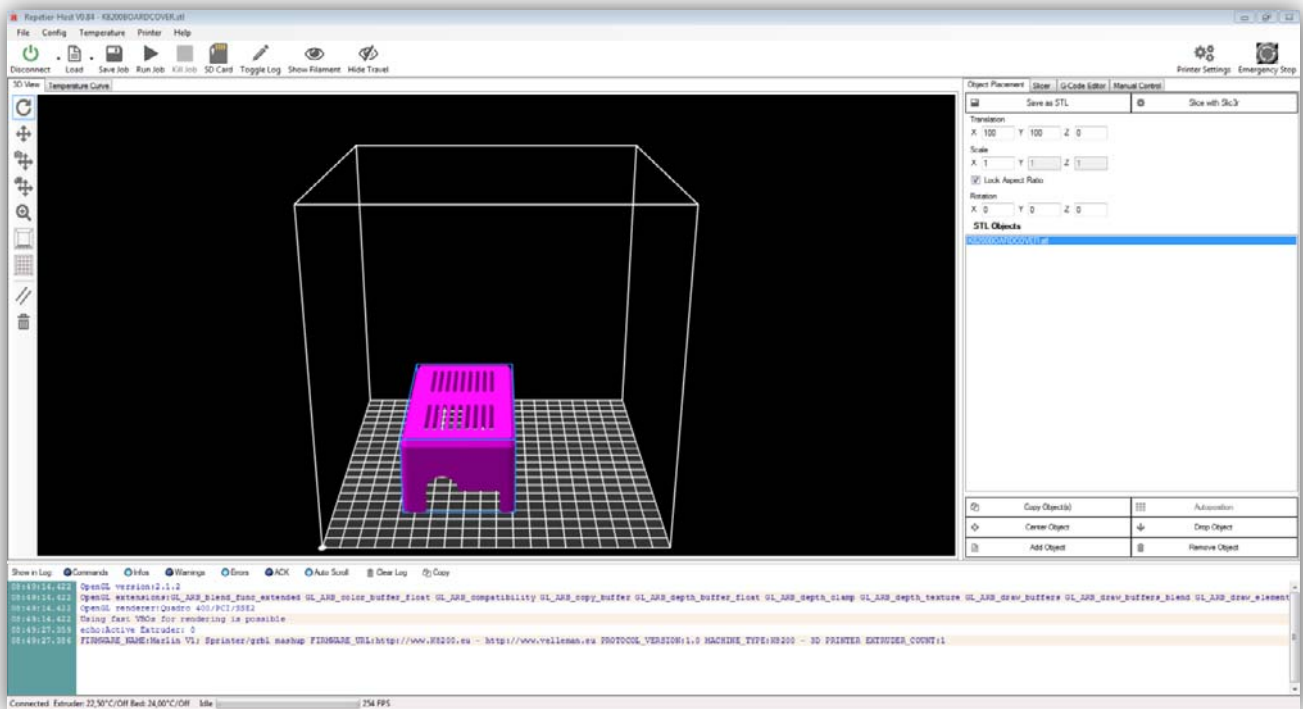 Repetier-Host V0.84 - K8200BOARDCOVER.stl
File Config Temperature Printer Help
Disconnect Load Save Job Run Job Kill Job SD Card Toggle Log Show Filament Hide Travel Printer Settings Emergency Stop
3D View Temperature Curve
Object Placement Slicer G-Code Editor Manual Control
Save as STL Slice with Slic3r
Translation
X 100 Y 100 Z 0
Scale
X 1 Y 1 Z 1
Lock Aspect Ratio
Rotation
X 0 Y 0 Z 0
STL Objects
K8200BOARDCOVER.stl
Copy Object(s) Autoposition
Center Object Drop Object
Add Object Remove Object
Show in Log: Commands Infos Warnings Errors ACK Auto Scroll Clear Log Copy
08:49:14.422 OpenGL version:2.1.2
08:49:14.422 OpenGL extensions:GL_ARB_blend_func_extended GL_ARB_color_buffer_float GL_ARB_compatibility GL_ARB_copy_buffer GL_ARB_depth_buffer_float GL_ARB_depth_clamp GL_ARB_depth_texture GL_ARB_draw_buffers GL_ARB_draw_buffers_blend GL_ARB_draw_element
08:49:14.422 OpenGL renderer:Quadro 400/PCI/SSE2
08:49:14.422 Using fast VBOs for rendering is possible
08:49:27.355 echo:Active Extruder: 0
FIRMWARE_NAME:Marlin V1; Sprinter/grbl mashup FIRMWARE_URL:http://www.K8200.eu - http://www.velleman.eu PROTOCOL_VERSION:1.0 MACHINE_TYPE:K8200 - 3D PRINTER EXTRUDER_COUNT:1
Connected Extruder: 22,50°C/Off Bed: 24,00°C/Off Idle 254 FPS